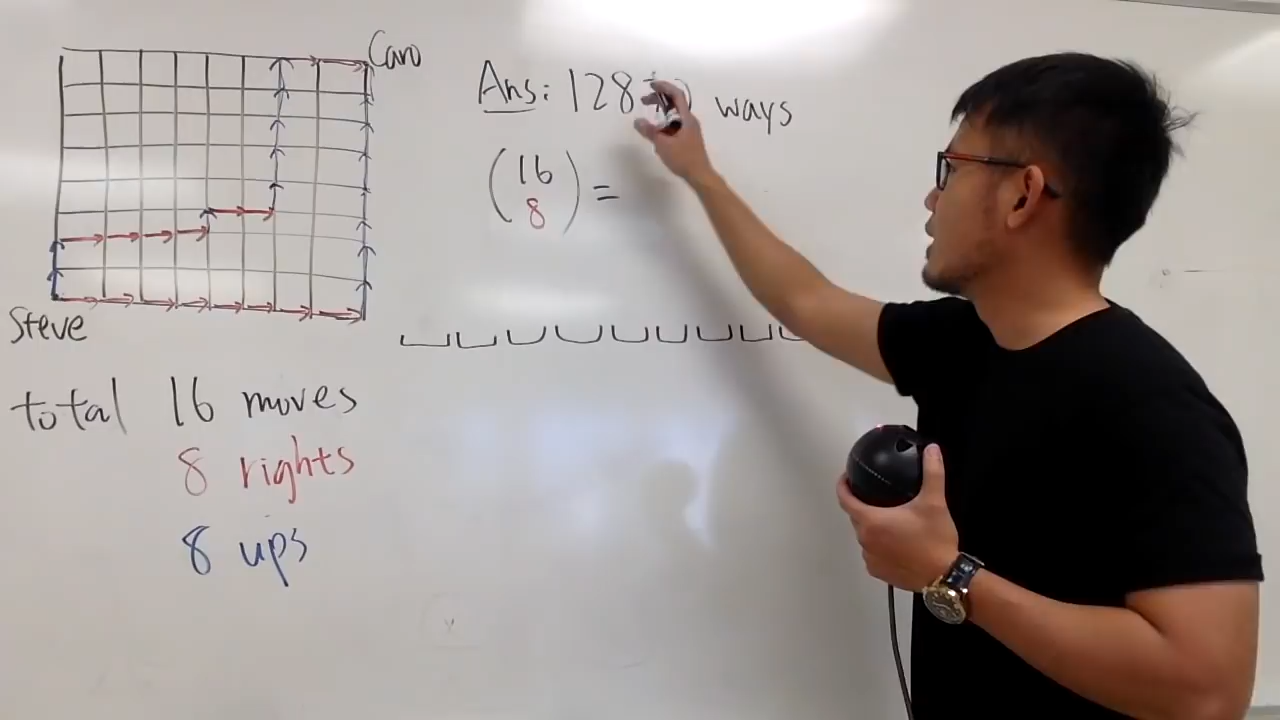 Caro
Ans: 128 ways
(16 8) =
Steve
total 16 moves
8 rights
8 ups